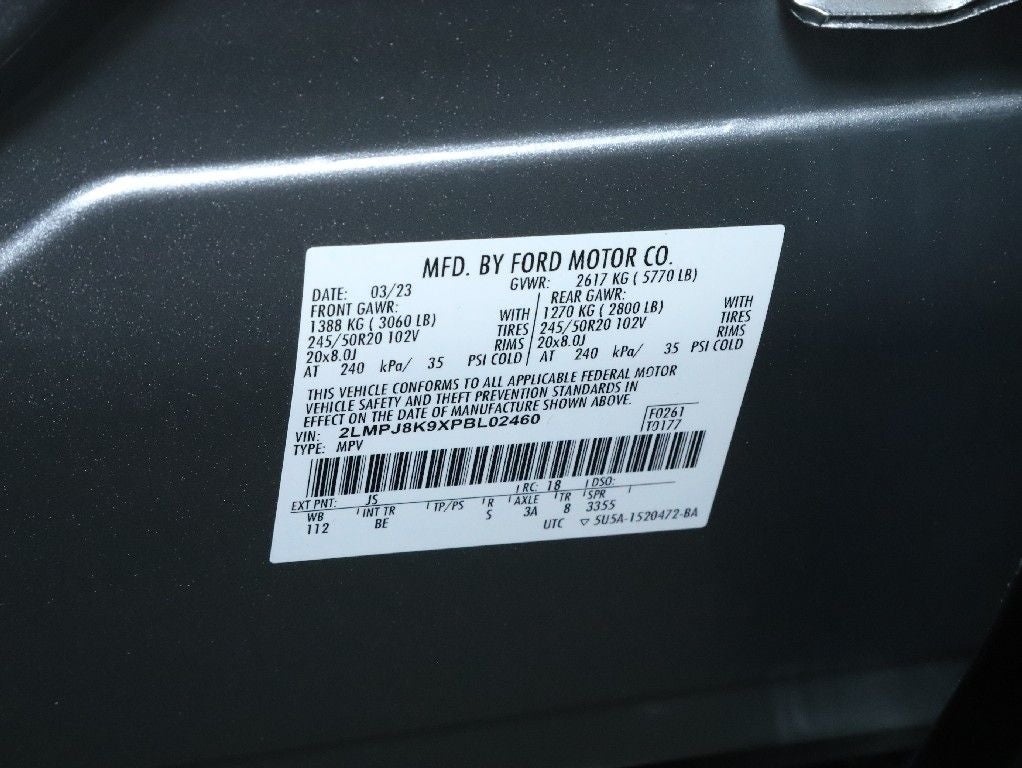 MFD. BY FORD MOTOR CO.
DATE: 03/23 GVWR: 2617 KG ( 5770 LB)
FRONT GAWR: REAR GAWR:
1388 KG ( 3060 LB) WITH 1270 KG ( 2800 LB) WITH
245/50R20 102V TIRES 245/50R20 102V TIRES
20x8.0J RIMS 20x8.0J RIMS
AT 240 kPa/ 35 PSI COLD AT 240 kPa/ 35 PSI COLD
THIS VEHICLE CONFORMS TO ALL APPLICABLE FEDERAL MOTOR
VEHICLE SAFETY AND THEFT PREVENTION STANDARDS IN
EFFECT ON THE DATE OF MANUFACTURE SHOWN ABOVE.
VIN: 2LMPJ8K9XPBL02460 F0261
TYPE: MPV T0177
EXT PNT: JS RC: 18 DSO:
WB INT TR TP/PS R AXLE TR SPR
112 BE S 3A 8 3355
UTC ▽ 5U5A-1520472-BA